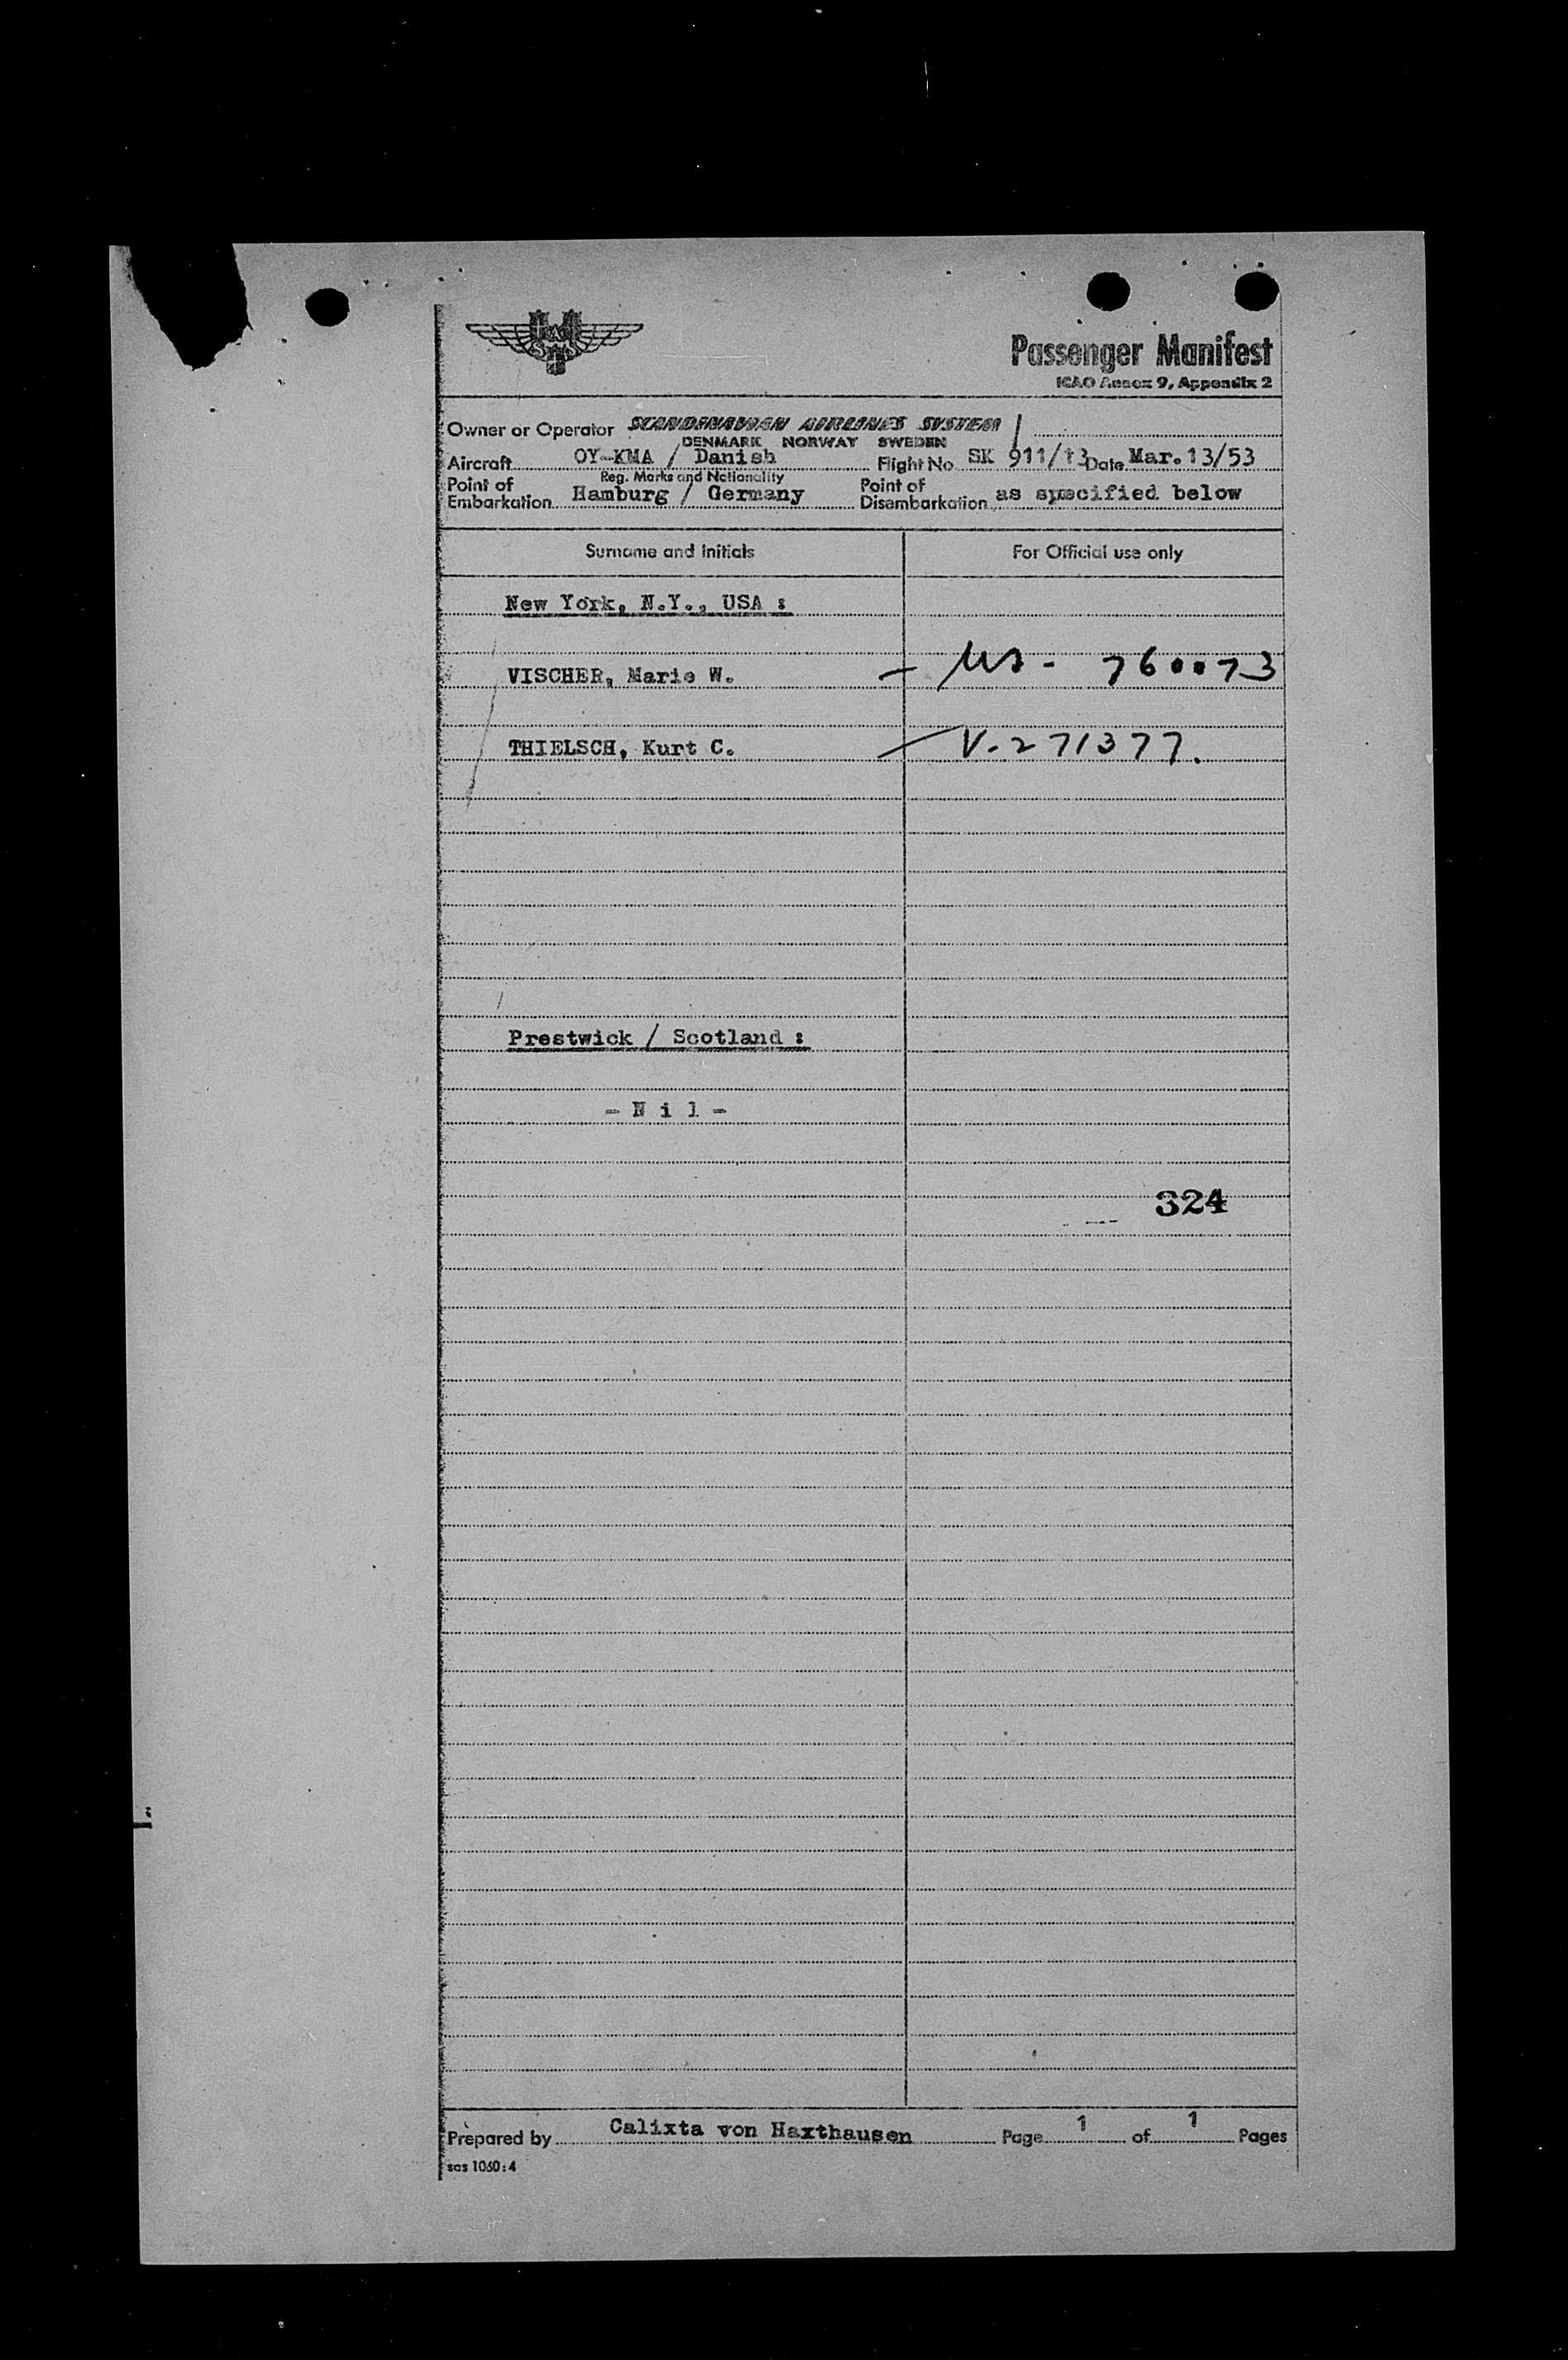 Passenger Manifest
ICAO Annex 9, Appendix 2
Owner or Operator SCANDINAVIAN AIRLINES SYSTEM
DENMARK NORWAY SWEDEN
Aircraft OY-KMA / Danish Flight No SK 911/13 Date Mar. 13/53
Reg. Marks and Nationality
Point of Embarkation Hamburg / Germany Point of Disembarkation as specified below
Surname and Initials For Official use only
New York, N.Y., USA :
VISCHER, Marie W. - US - 760073
THIELSCH, Kurt C. - V-271377.
Prestwick / Scotland :
- N i l -
324
Prepared by Calixta von Haxthausen Page 1 of 1 Pages
sas 1060:4